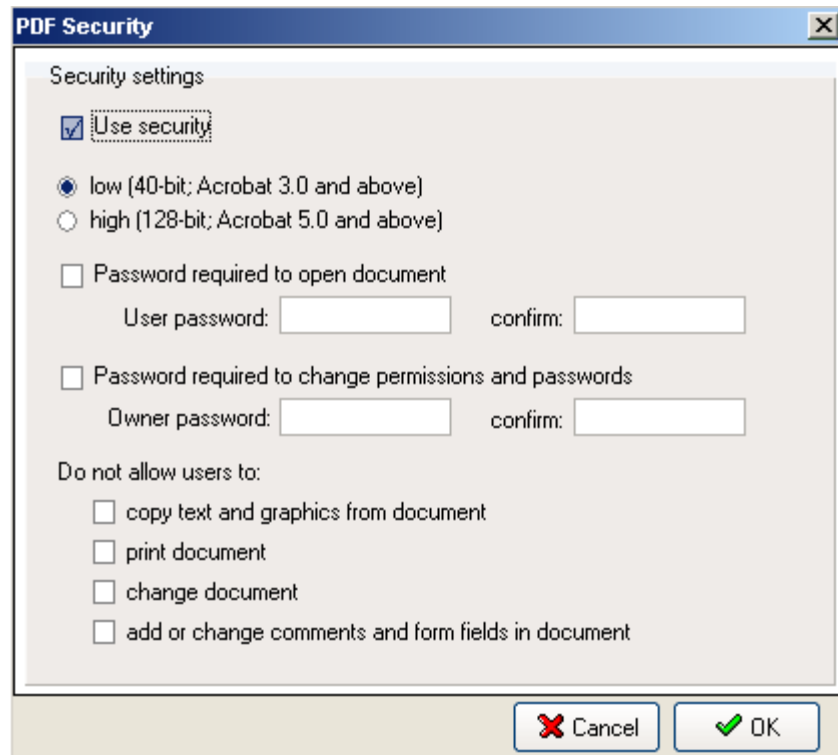 PDF Security
Security settings
Use security
low (40-bit; Acrobat 3.0 and above)
high (128-bit; Acrobat 5.0 and above)
Password required to open document
User password: confirm:
Password required to change permissions and passwords
Owner password: confirm:
Do not allow users to:
copy text and graphics from document
print document
change document
add or change comments and form fields in document
Cancel OK